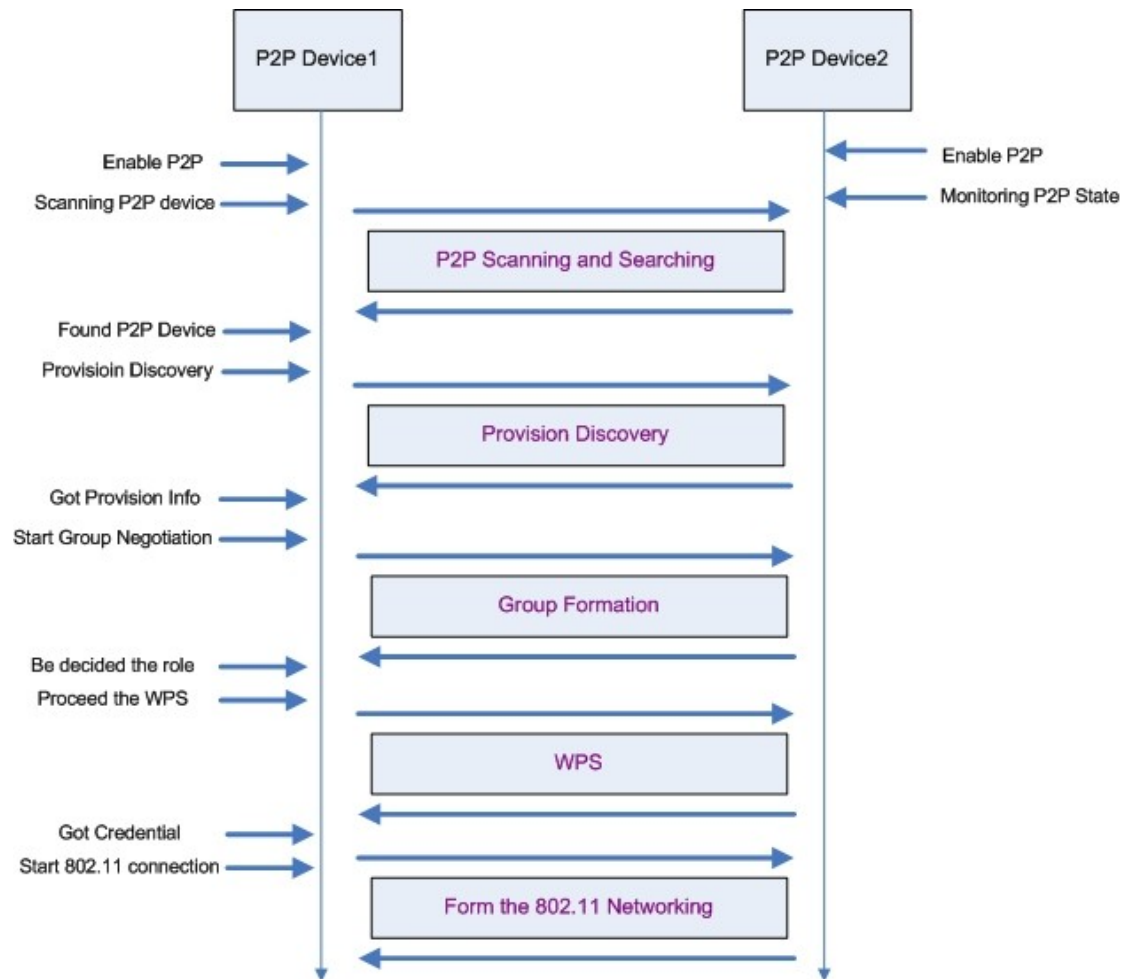 P2P Device1
P2P Device2
Enable P2P
Enable P2P
Scanning P2P device
Monitoring P2P State
P2P Scanning and Searching
Found P2P Device
Provisioin Discovery
Provision Discovery
Got Provision Info
Start Group Negotiation
Group Formation
Be decided the role
Proceed the WPS
WPS
Got Credential
Start 802.11 connection
Form the 802.11 Networking